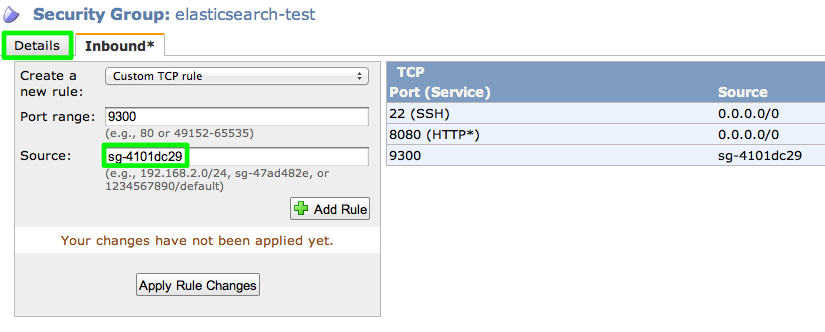 Security Group: elasticsearch-test
Details
Inbound*
Create a new rule:
Custom TCP rule
Port range:
9300
(e.g., 80 or 49152-65535)
Source:
sg-4101dc29
(e.g., 192.168.2.0/24, sg-47ad482e, or
1234567890/default)
Add Rule
Your changes have not been applied yet.
Apply Rule Changes
TCP
Port (Service) Source
22 (SSH) 0.0.0.0/0
8080 (HTTP*) 0.0.0.0/0
9300 sg-4101dc29